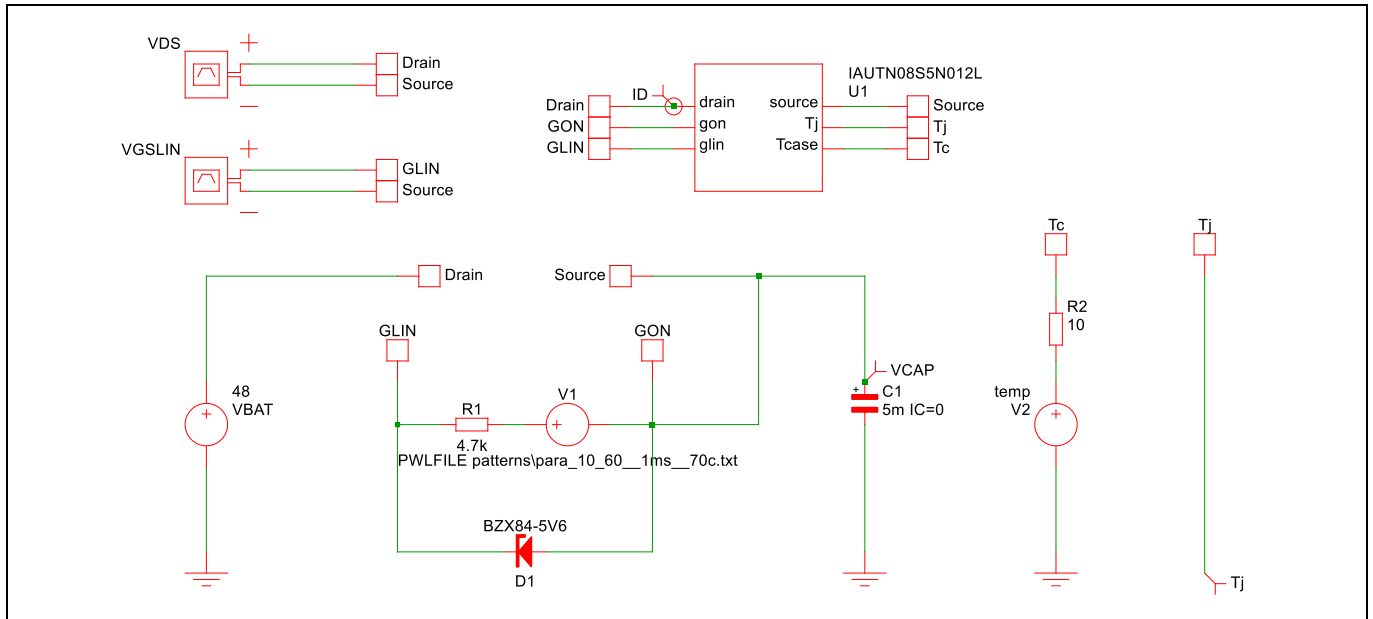 VDS
+
Drain
Source
−
VGSLIN
+
GLIN
Source
−
IAUTN08S5N012L
U1
ID
Drain
GON
GLIN
drain
gon
glin
source
Tj
Tcase
Source
Tj
Tc
Drain
Source
GLIN
GON
48
VBAT
+
R1
4.7k
V1
+
PWLFILE patterns\para_10_60__1ms__70c.txt
BZX84-5V6
D1
VCAP
+
C1
5m IC=0
Tc
R2
10
temp
V2
+
Tj
Tj